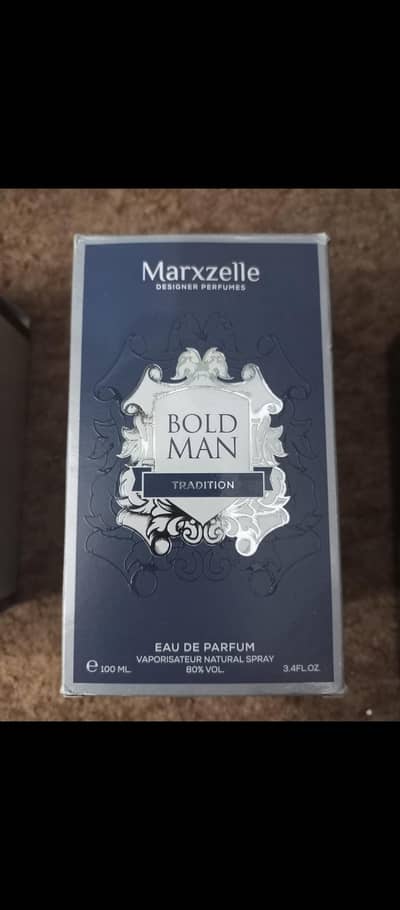 Marxzelle
DESIGNER PERFUMES
BOLD
MAN
TRADITION
EAU DE PARFUM
VAPORISATEUR NATURAL SPRAY
℮ 100 ML. 80% VOL. 3.4FL.OZ.